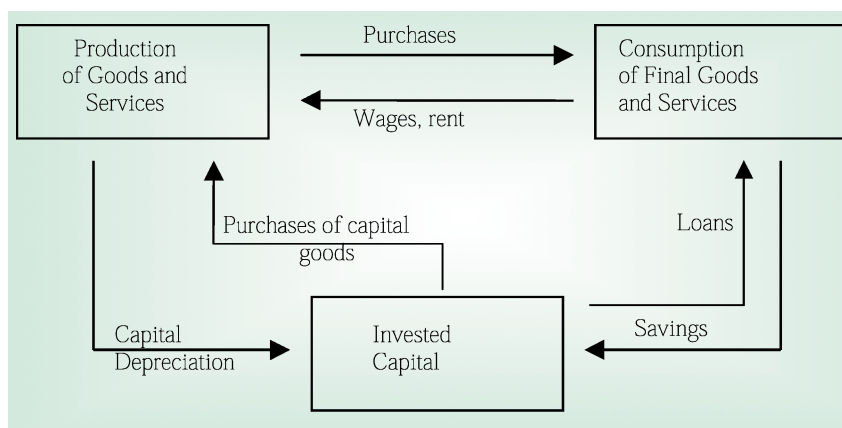 Production
of Goods and
Services
Purchases
Wages, rent
Consumption
of Final Goods
and Services
Purchases of capital
goods
Loans
Capital
Depreciation
Invested
Capital
Savings